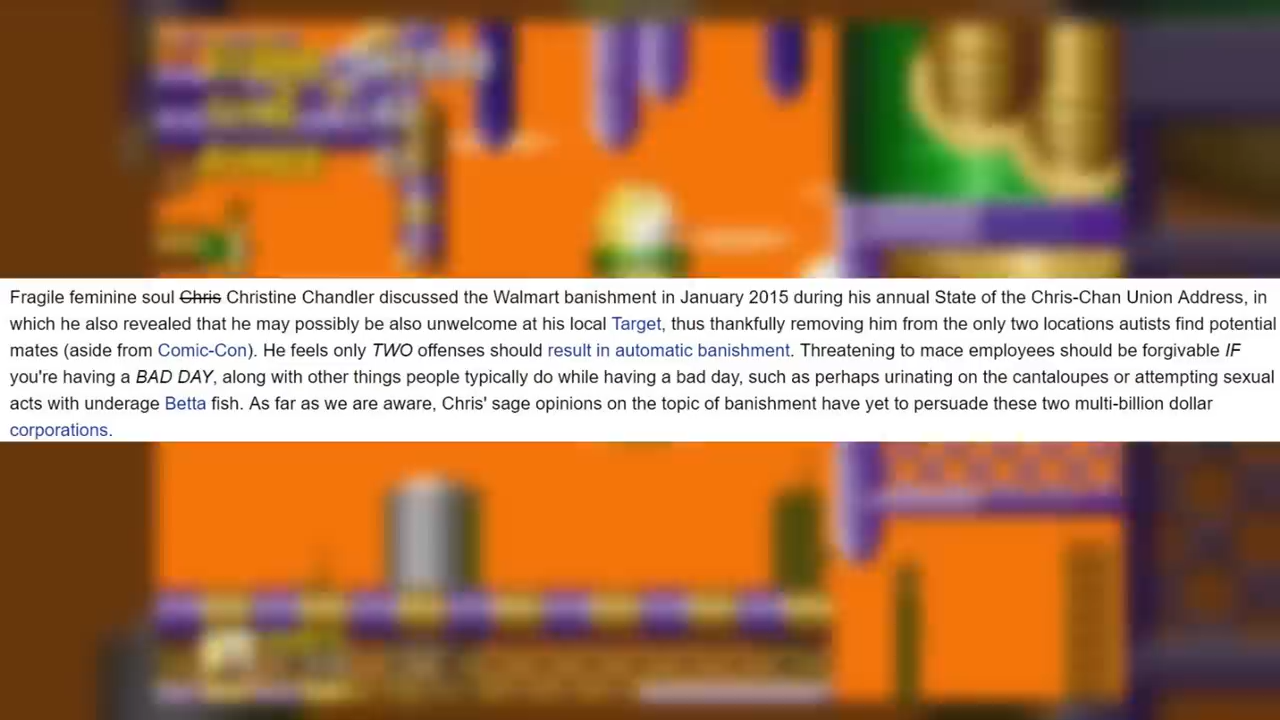 Fragile feminine soul Chris Christine Chandler discussed the Walmart banishment in January 2015 during his annual State of the Chris-Chan Union Address, in
which he also revealed that he may possibly be also unwelcome at his local Target, thus thankfully removing him from the only two locations autists find potential
mates (aside from Comic-Con). He feels only TWO offenses should result in automatic banishment. Threatening to mace employees should be forgivable IF
you're having a BAD DAY, along with other things people typically do while having a bad day, such as perhaps urinating on the cantaloupes or attempting sexual
acts with underage Betta fish. As far as we are aware, Chris' sage opinions on the topic of banishment have yet to persuade these two multi-billion dollar
corporations.